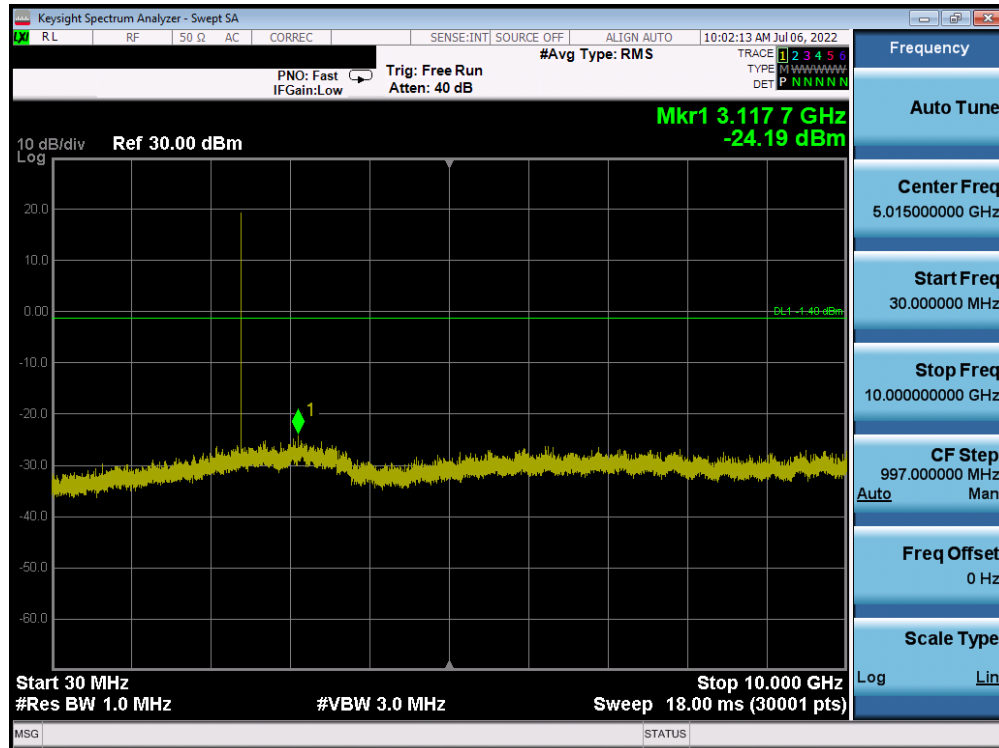 Keysight Spectrum Analyzer - Swept SA
LXI RL RF 50 Ω AC CORREC SENSE:INT SOURCE OFF ALIGN AUTO 10:02:13 AM Jul 06, 2022
#Avg Type: RMS
TRACE 1 2 3 4 5 6
PNO: Fast Trig: Free Run
TYPE M WWWWW
IFGain:Low Atten: 40 dB
DET P N N N N N
Mkr1 3.117 7 GHz
-24.19 dBm
10 dB/div Ref 30.00 dBm
Log
20.0
10.0
0.00
DL1 -1.40 dBm
-10.0
-20.0
1
-30.0
-40.0
-50.0
-60.0
Start 30 MHz Stop 10.000 GHz
#Res BW 1.0 MHz #VBW 3.0 MHz Sweep 18.00 ms (30001 pts)
MSG STATUS
Frequency
Auto Tune
Center Freq
5.015000000 GHz
Start Freq
30.000000 MHz
Stop Freq
10.000000000 GHz
CF Step
997.000000 MHz
Auto Man
Freq Offset
0 Hz
Scale Type
Log Lin